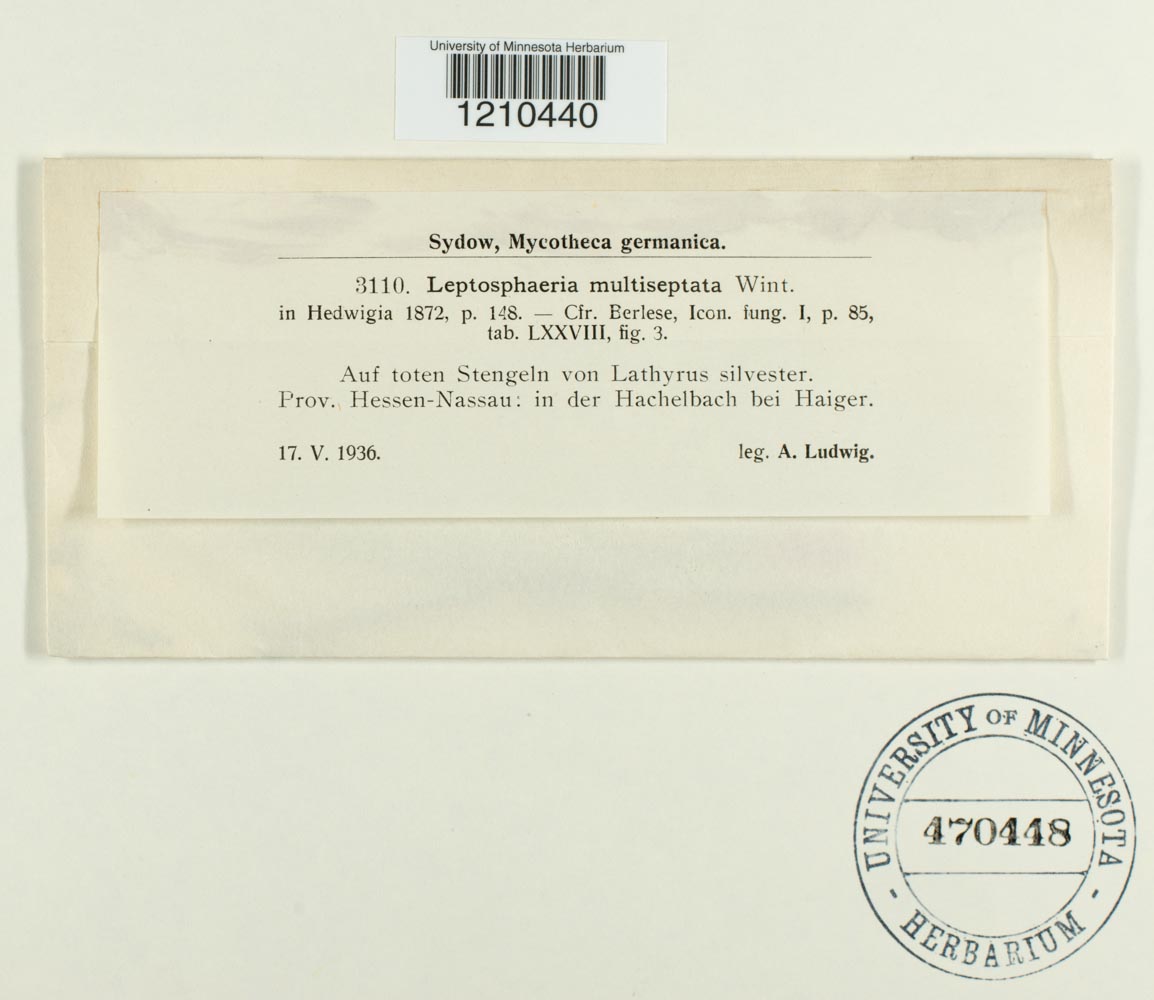 University of Minnesota Herbarium
1210440
Sydow, Mycotheca germanica.
3110. Leptosphaeria multiseptata Wint.
in Hedwigia 1872, p. 148. — Cfr. Berlese, Icon. fung. I, p. 85,
tab. LXXVIII, fig. 3.
Auf toten Stengeln von Lathyrus silvester.
Prov. Hessen-Nassau: in der Hachelbach bei Haiger.
17. V. 1936. leg. A. Ludwig.
UNIVERSITY OF MINNESOTA
470448
- HERBARIUM -